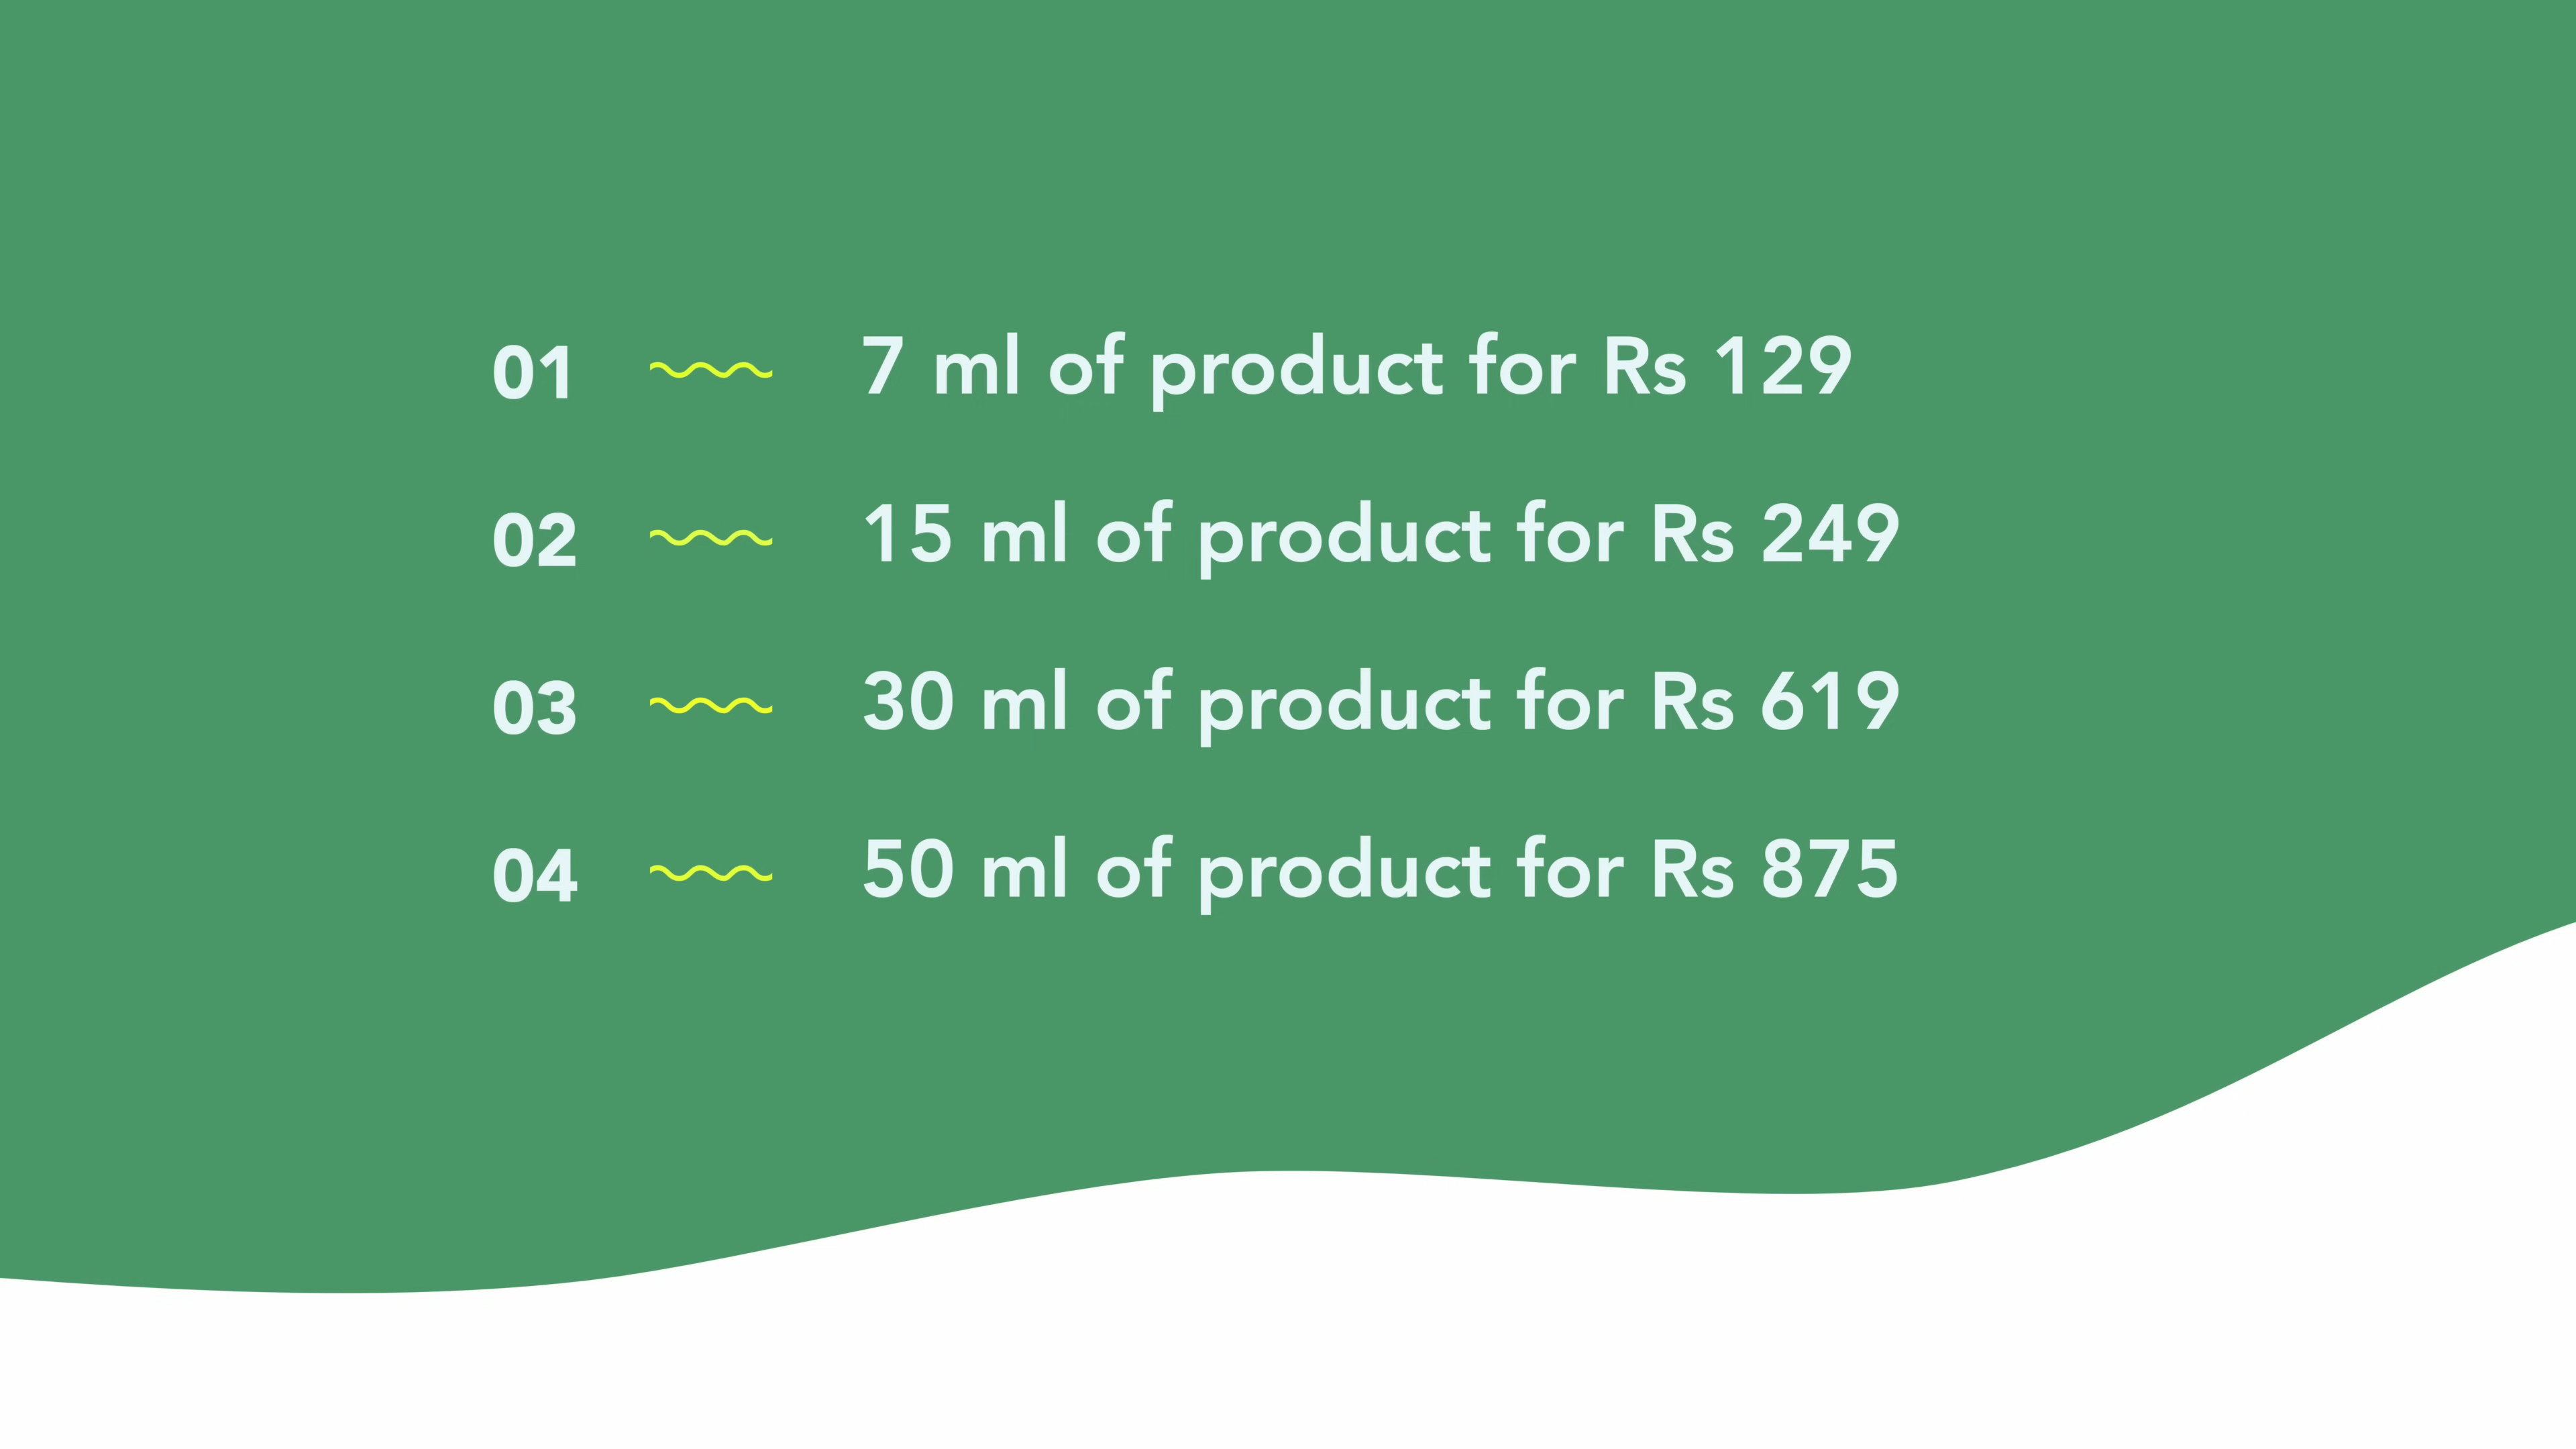 01 7 ml of product for Rs 129
02 15 ml of product for Rs 249
03 30 ml of product for Rs 619
04 50 ml of product for Rs 875